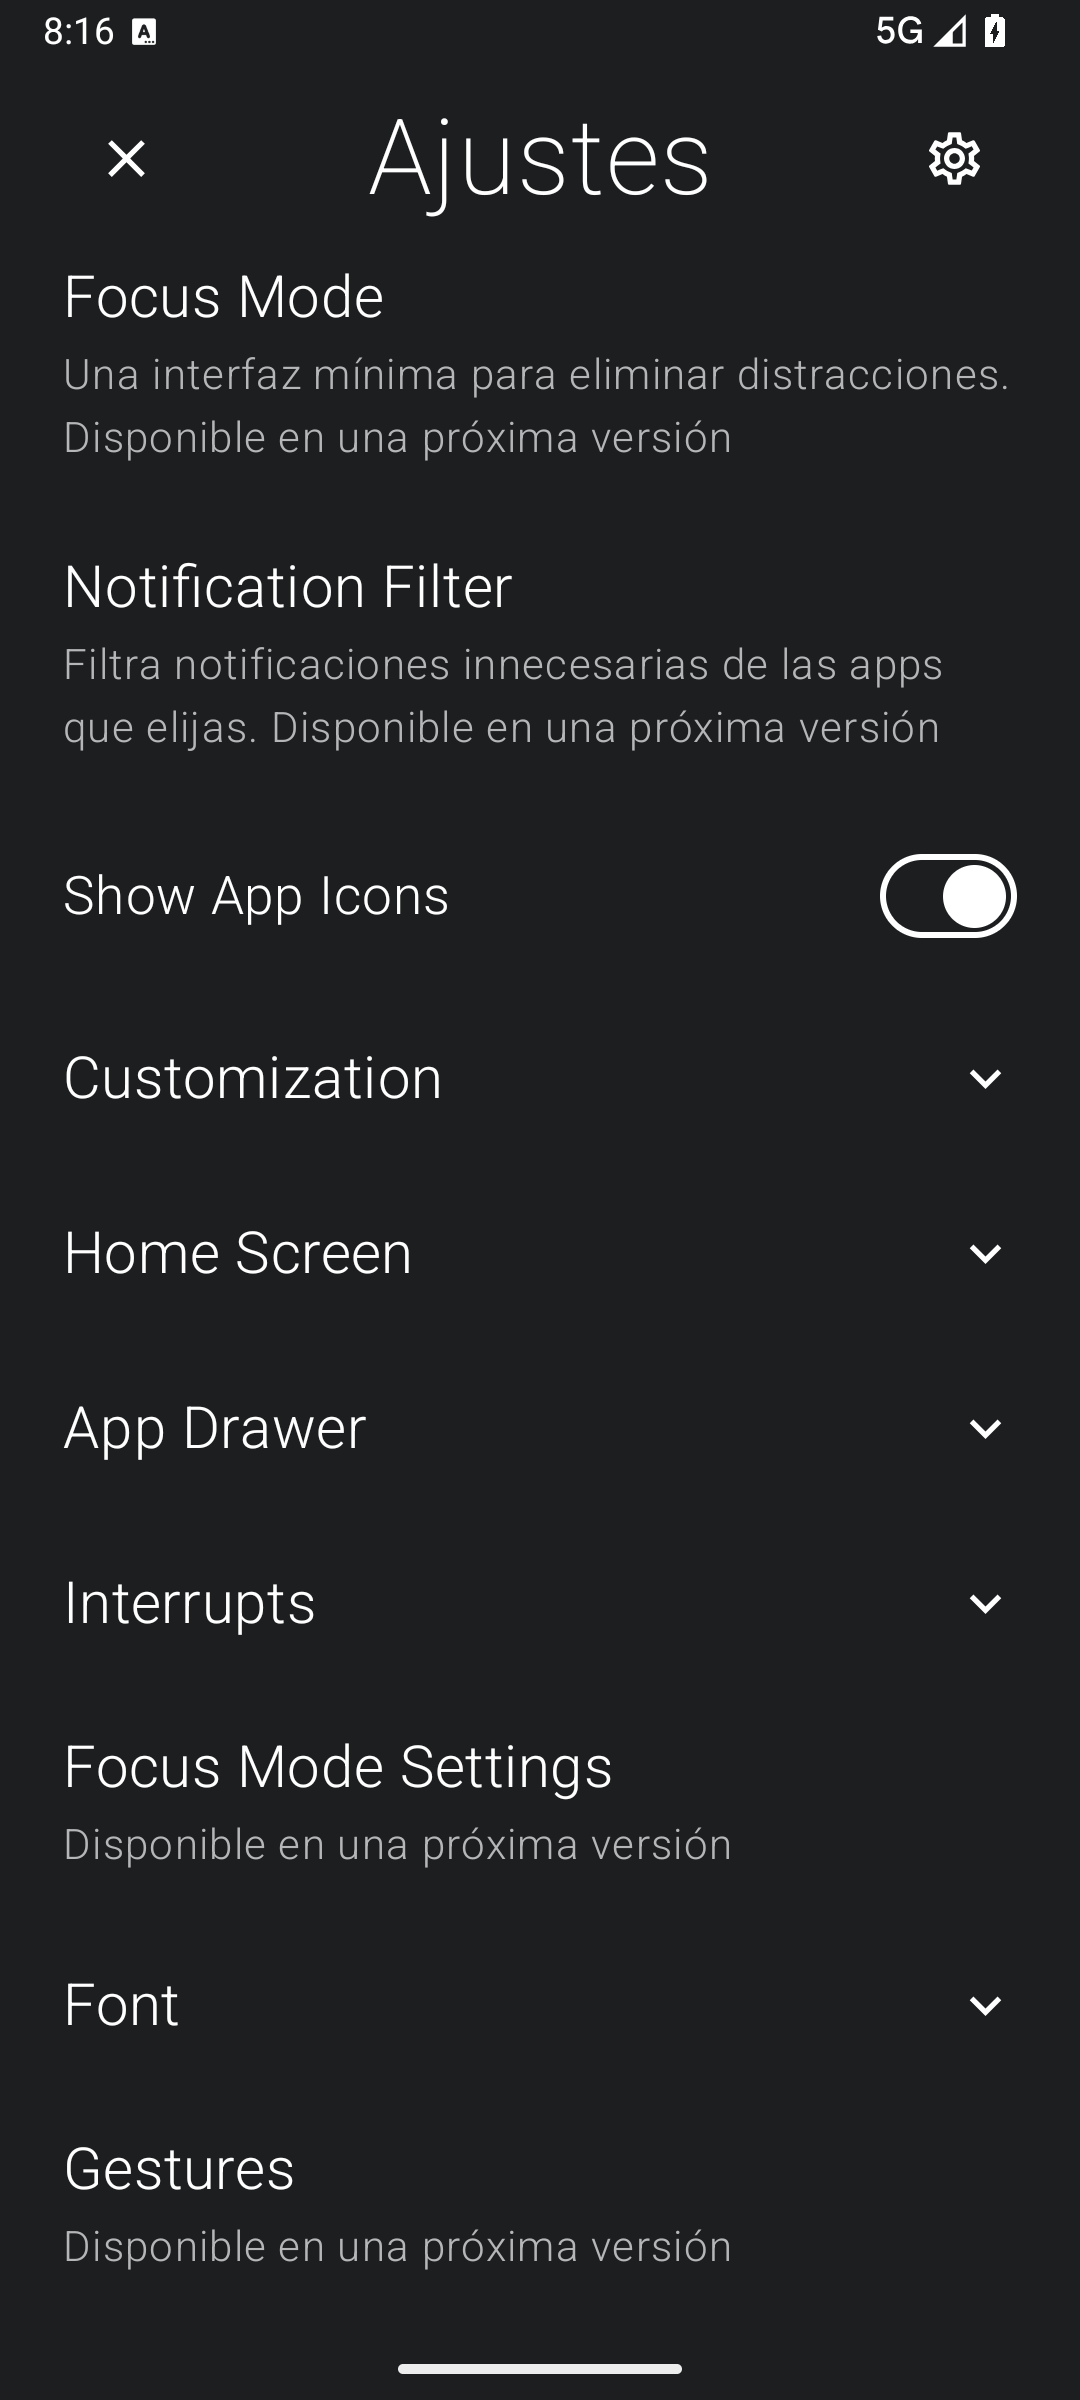 8:16
5G
Ajustes
Focus Mode
Una interfaz mínima para eliminar distracciones.
Disponible en una próxima versión
Notification Filter
Filtra notificaciones innecesarias de las apps
que elijas. Disponible en una próxima versión
Show App Icons
Customization
Home Screen
App Drawer
Interrupts
Focus Mode Settings
Disponible en una próxima versión
Font
Gestures
Disponible en una próxima versión